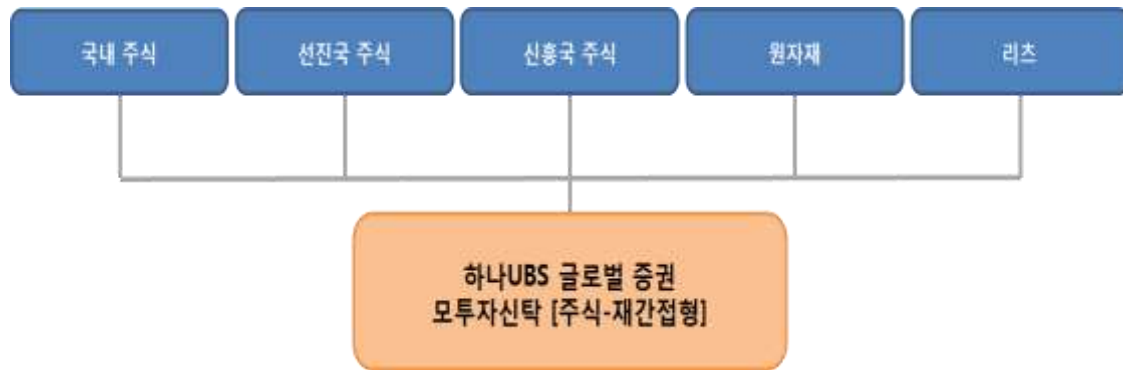 국내 주식
선진국 주식
신흥국 주식
원자재
리츠
하나UBS 글로벌 증권
모투자신탁 [주식-재간접형]